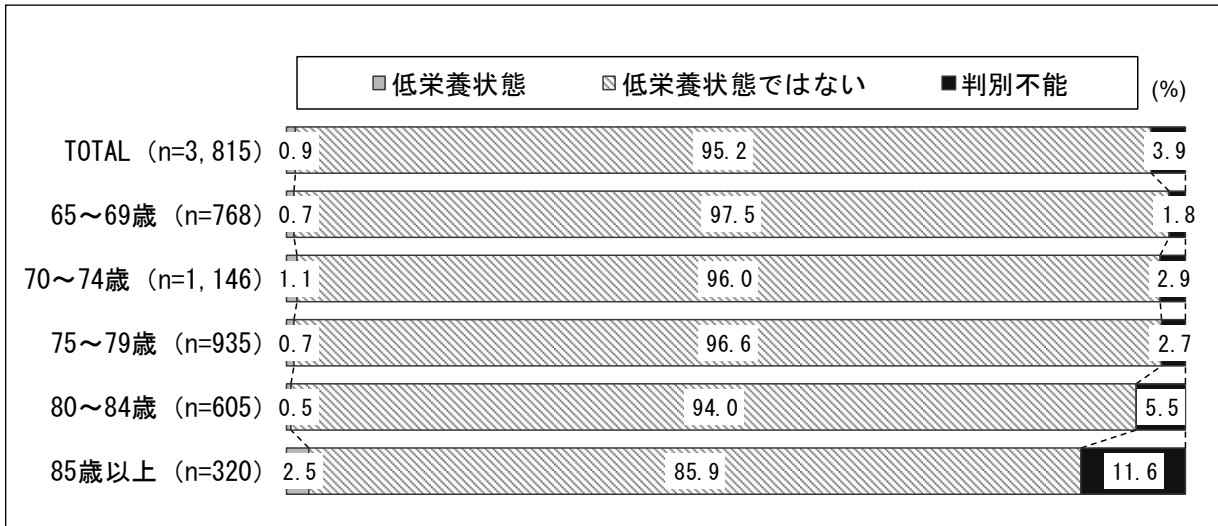 ■低栄養状態 ▧低栄養状態ではない ■判別不能 (%)
TOTAL (n=3,815) 0.9 95.2 3.9
65～69歳 (n=768) 0.7 97.5 1.8
70～74歳 (n=1,146) 1.1 96.0 2.9
75～79歳 (n=935) 0.7 96.6 2.7
80～84歳 (n=605) 0.5 94.0 5.5
85歳以上 (n=320) 2.5 85.9 11.6